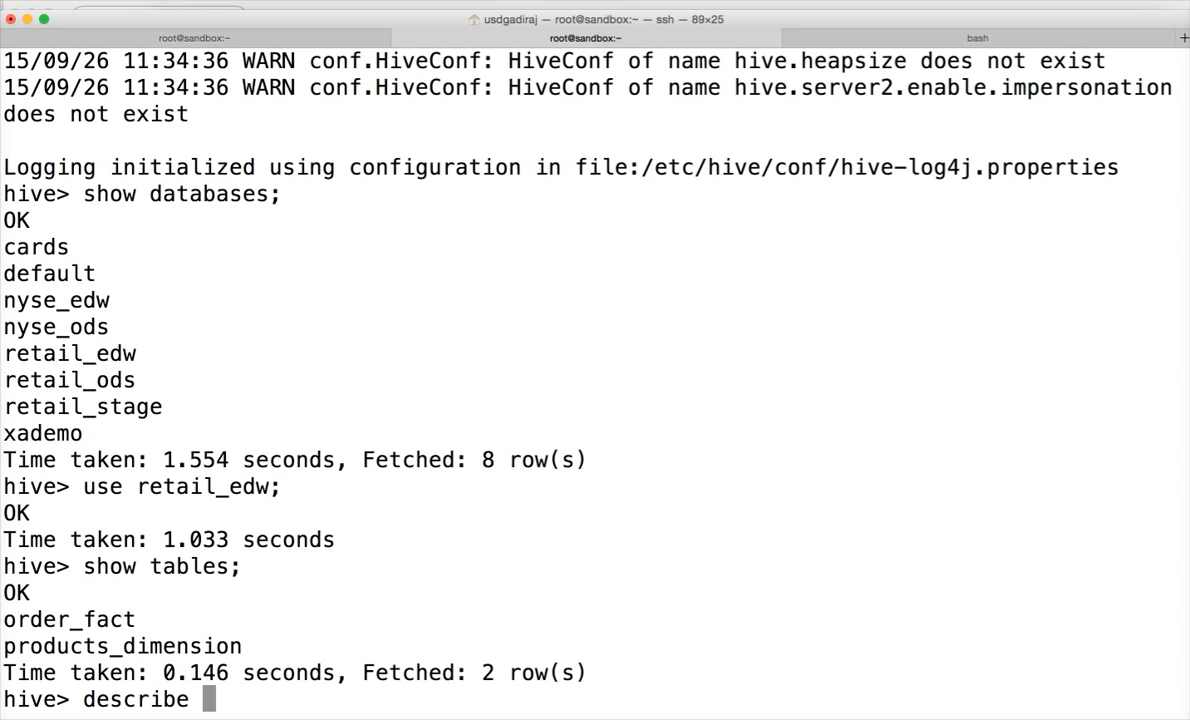 usdgadiraj — root@sandbox:~ — ssh — 89×25
root@sandbox:~ root@sandbox:~ bash +
15/09/26 11:34:36 WARN conf.HiveConf: HiveConf of name hive.heapsize does not exist
15/09/26 11:34:36 WARN conf.HiveConf: HiveConf of name hive.server2.enable.impersonation
does not exist
Logging initialized using configuration in file:/etc/hive/conf/hive-log4j.properties
hive> show databases;
OK
cards
default
nyse_edw
nyse_ods
retail_edw
retail_ods
retail_stage
xademo
Time taken: 1.554 seconds, Fetched: 8 row(s)
hive> use retail_edw;
OK
Time taken: 1.033 seconds
hive> show tables;
OK
order_fact
products_dimension
Time taken: 0.146 seconds, Fetched: 2 row(s)
hive> describe